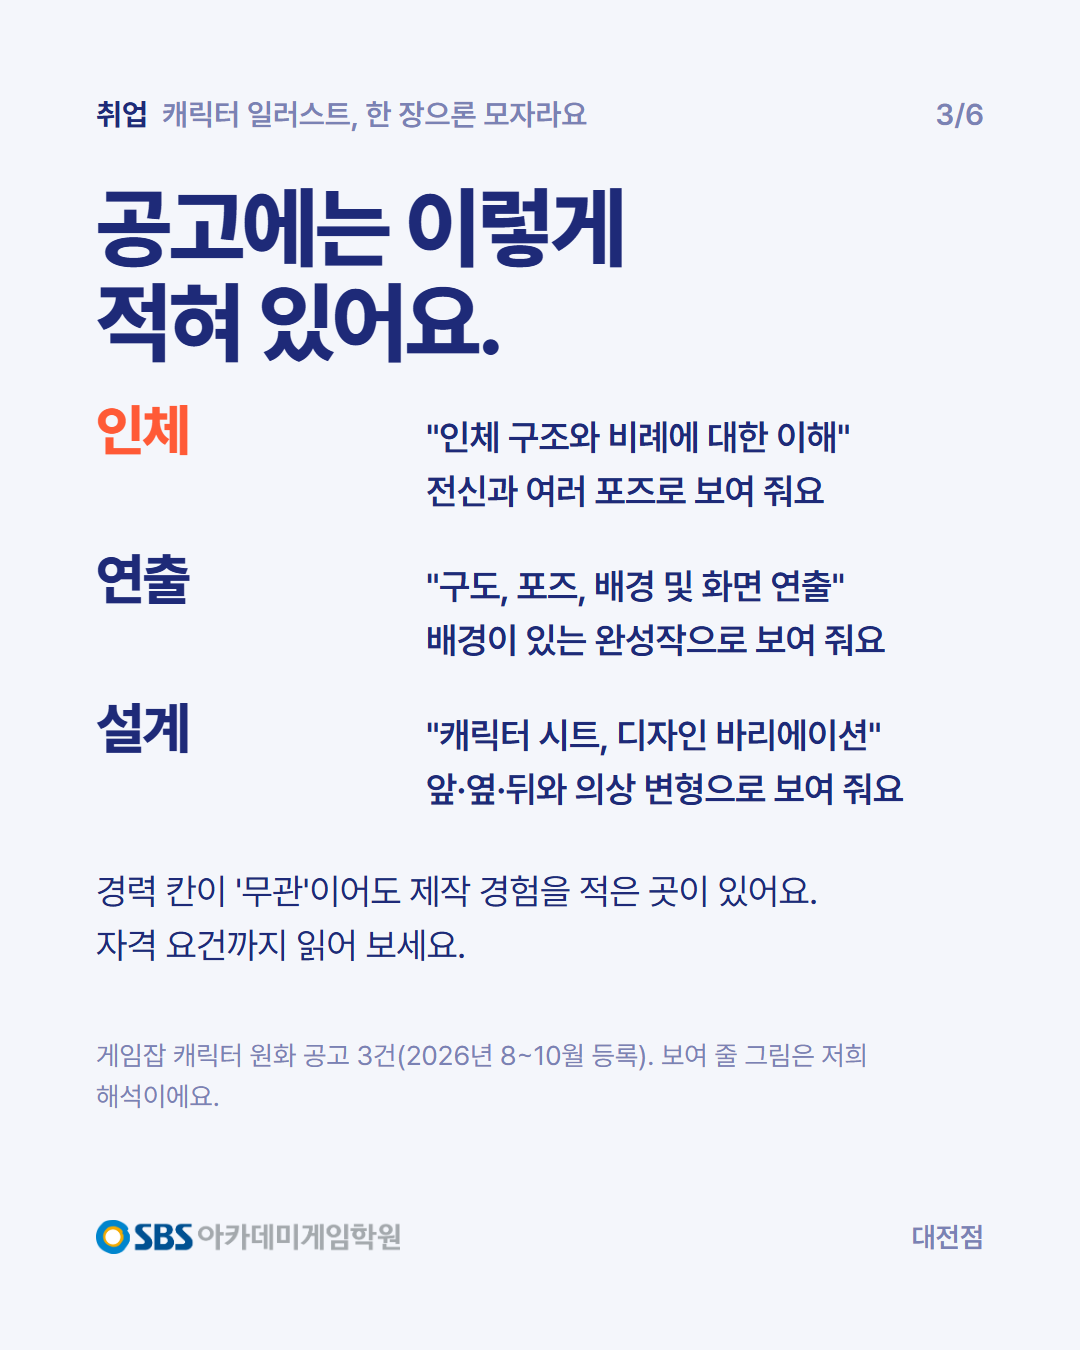 취업 캐릭터 일러스트, 한 장으론 모자라요
3/6
공고에는 이렇게
적혀 있어요.
인체
"인체 구조와 비례에 대한 이해"
전신과 여러 포즈로 보여 줘요
연출
"구도, 포즈, 배경 및 화면 연출"
배경이 있는 완성작으로 보여 줘요
설계
"캐릭터 시트, 디자인 바리에이션"
앞·옆·뒤와 의상 변형으로 보여 줘요
경력 칸이 '무관'이어도 제작 경험을 적은 곳이 있어요.
자격 요건까지 읽어 보세요.
게임잡 캐릭터 원화 공고 3건(2026년 8~10월 등록). 보여 줄 그림은 저희
해석이에요.
SBS 아카데미게임학원
대전점